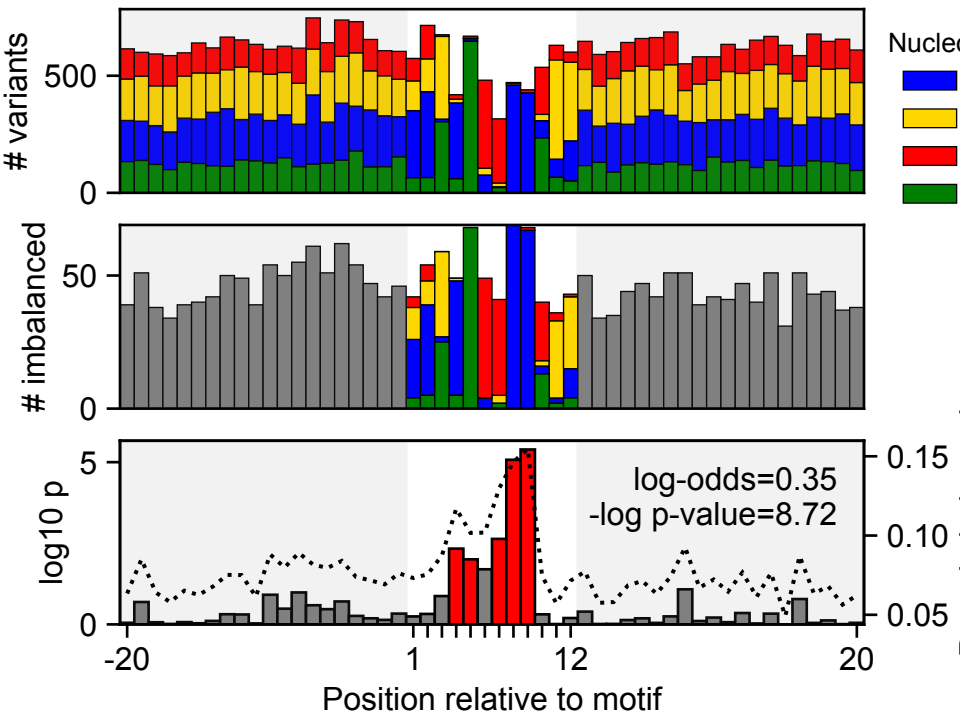 # variants
500
0
Nucleo
# imbalanced
50
0
log10 p
5
0
log-odds=0.35
-log p-value=8.72
0.15
0.10
0.05
-20
1
12
20
Position relative to motif